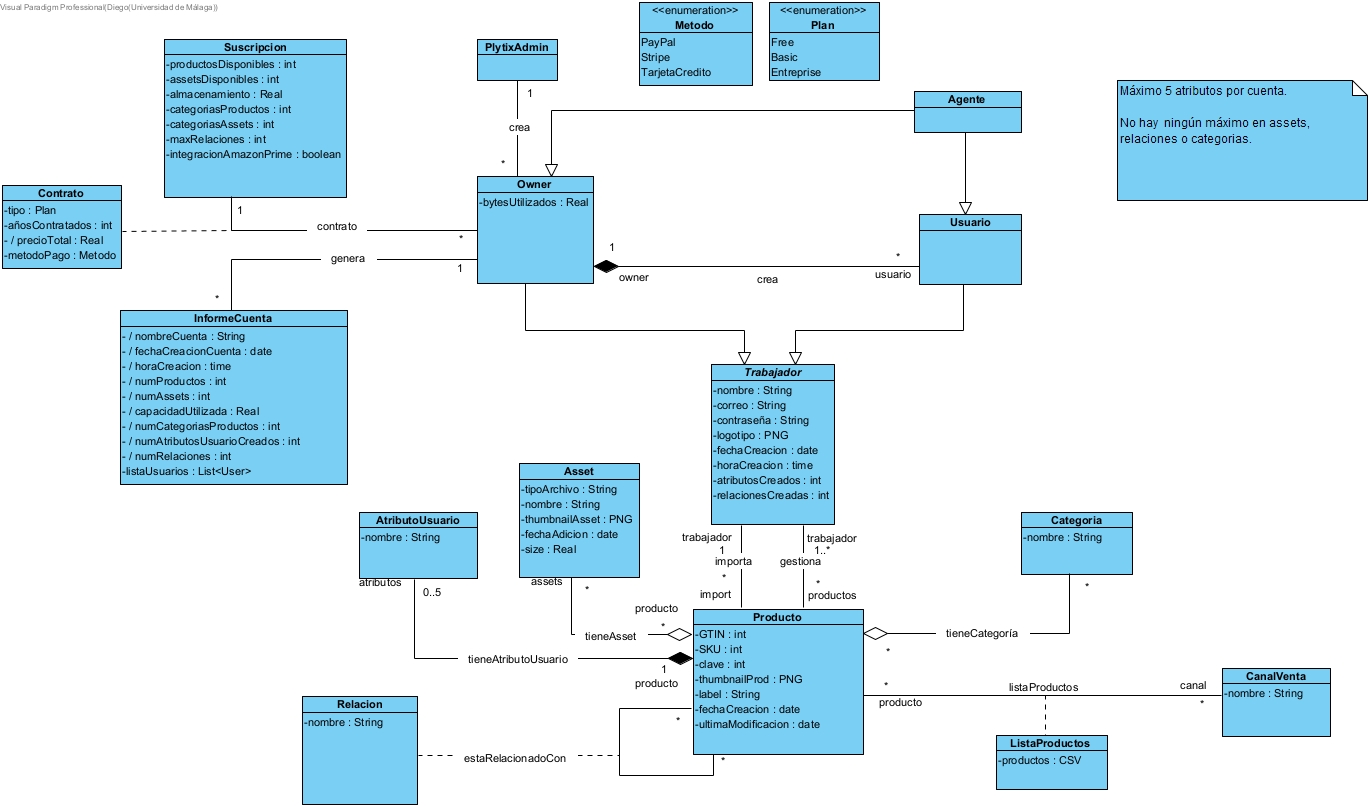 Visual Paradigm Professional(Diego(Universidad de Málaga))
<<enumeration>>
Metodo
PayPal
Stripe
TarjetaCredito
<<enumeration>>
Plan
Free
Basic
Entreprise
Suscripcion
-productosDisponibles : int
-assetsDisponibles : int
-almacenamiento : Real
-categoriasProductos : int
-categoriasAssets : int
-maxRelaciones : int
-integracionAmazonPrime : boolean
PlytixAdmin
1
crea
*
Agente
Máximo 5 atributos por cuenta.
No hay ningún máximo en assets,
relaciones o categorias.
Contrato
-tipo : Plan
-añosContratados : int
- / precioTotal : Real
-metodoPago : Metodo
1
contrato
*
Owner
-bytesUtilizados : Real
Usuario
genera
1
*
1
owner
crea
*
usuario
InformeCuenta
- / nombreCuenta : String
- / fechaCreacionCuenta : date
- / horaCreacion : time
- / numProductos : int
- / numAssets : int
- / capacidadUtilizada : Real
- / numCategoriasProductos : int
- / numAtributosUsuarioCreados : int
- / numRelaciones : int
-listaUsuarios : List<User>
Trabajador
-nombre : String
-correo : String
-contraseña : String
-logotipo : PNG
-fechaCreacion : date
-horaCreacion : time
-atributosCreados : int
-relacionesCreadas : int
Asset
-tipoArchivo : String
-nombre : String
-thumbnailAsset : PNG
-fechaAdicion : date
-size : Real
AtributoUsuario
-nombre : String
Categoria
-nombre : String
trabajador
1
importa
*
import
trabajador
1..*
gestiona
*
productos
atributos
0..5
assets
*
producto
*
tieneAsset
tieneAtributoUsuario
1
producto
*
tieneCategoría
*
Producto
-GTIN : int
-SKU : int
-clave : int
-thumbnailProd : PNG
-label : String
-fechaCreacion : date
-ultimaModificacion : date
*
producto
listaProductos
canal
*
CanalVenta
-nombre : String
Relacion
-nombre : String
*
estaRelacionadoCon
*
ListaProductos
-productos : CSV